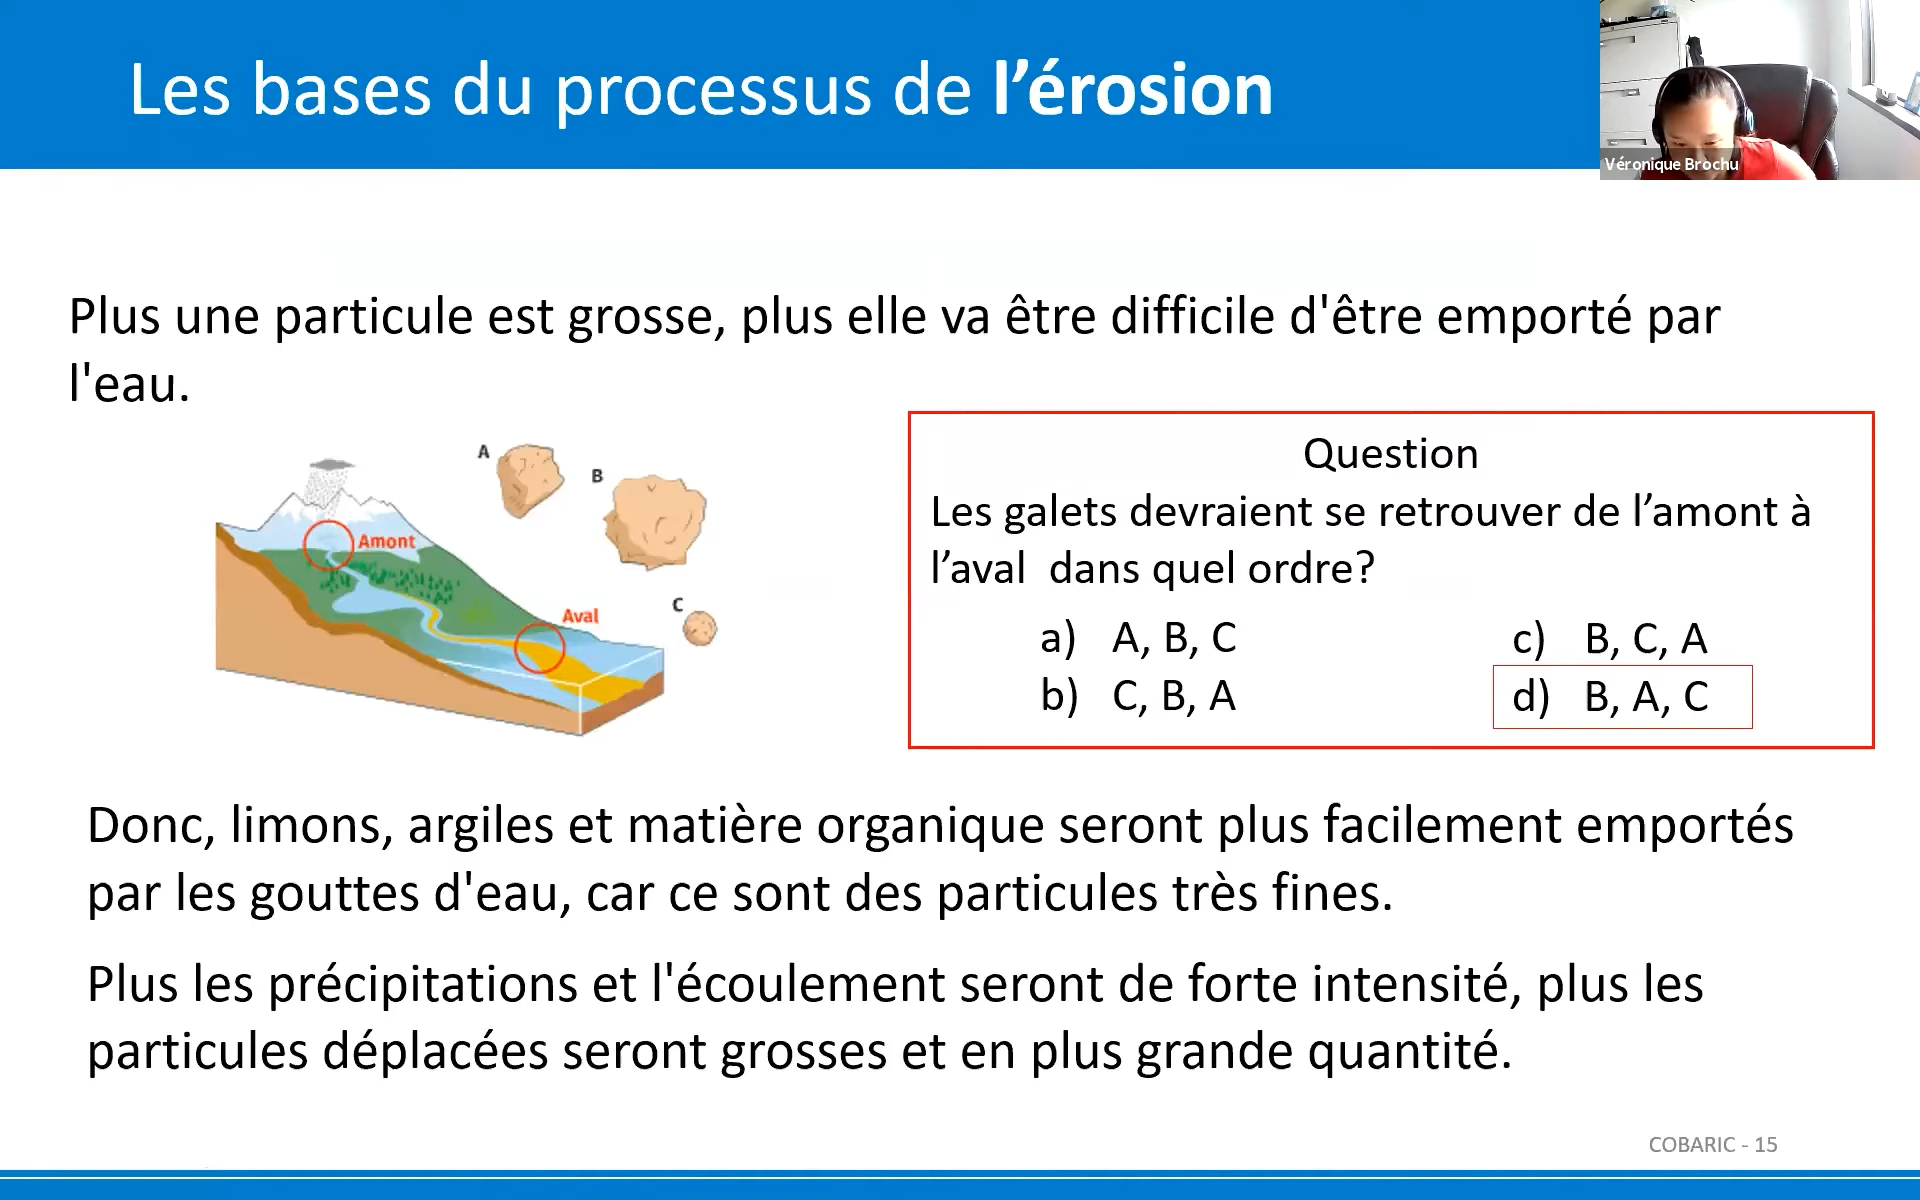 Les bases du processus de l’érosion
Véronique Brochu
Plus une particule est grosse, plus elle va être difficile d'être emporté par
l'eau.
A
B
Amont
C
Aval
Question
Les galets devraient se retrouver de l’amont à
l’aval dans quel ordre?
a) A, B, C
b) C, B, A
c) B, C, A
d) B, A, C
Donc, limons, argiles et matière organique seront plus facilement emportés
par les gouttes d'eau, car ce sont des particules très fines.
Plus les précipitations et l'écoulement seront de forte intensité, plus les
particules déplacées seront grosses et en plus grande quantité.
COBARIC - 15